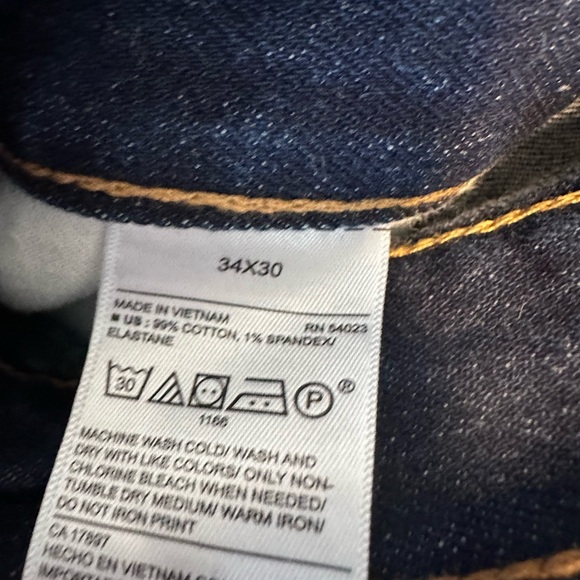 34X30
MADE IN VIETNAM RN 54023
■ US : 99% COTTON, 1% SPANDEX/
ELASTANE
30 P ®
1166
MACHINE WASH COLD/ WASH AND
DRY WITH LIKE COLORS/ ONLY NON-
CHLORINE BLEACH WHEN NEEDED/
TUMBLE DRY MEDIUM/ WARM IRON/
DO NOT IRON PRINT
CA 17897
HECHO EN VIETNAM